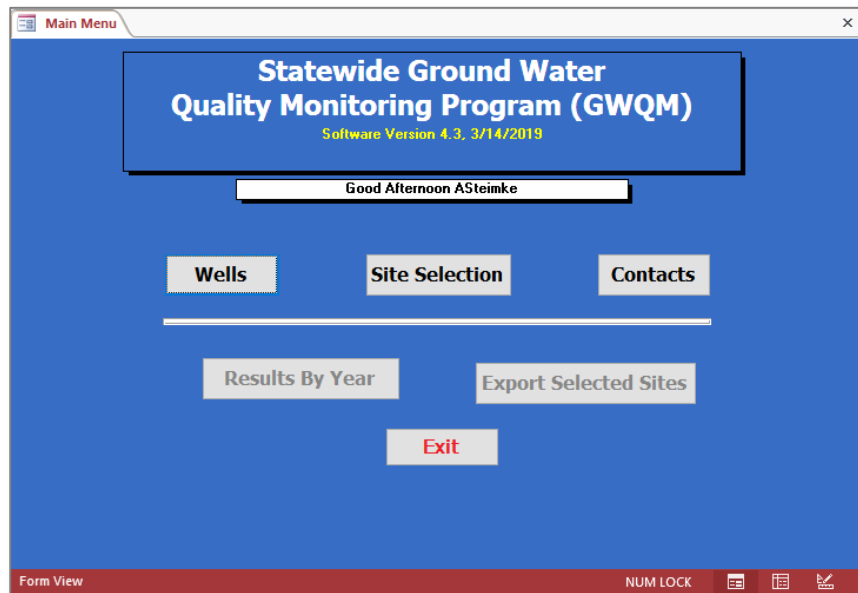 Main Menu
Statewide Ground Water
Quality Monitoring Program (GWQM)
Software Version 4.3, 3/14/2019
Good Afternoon ASteimke
Wells
Site Selection
Contacts
Results By Year
Export Selected Sites
Exit
Form View
NUM LOCK